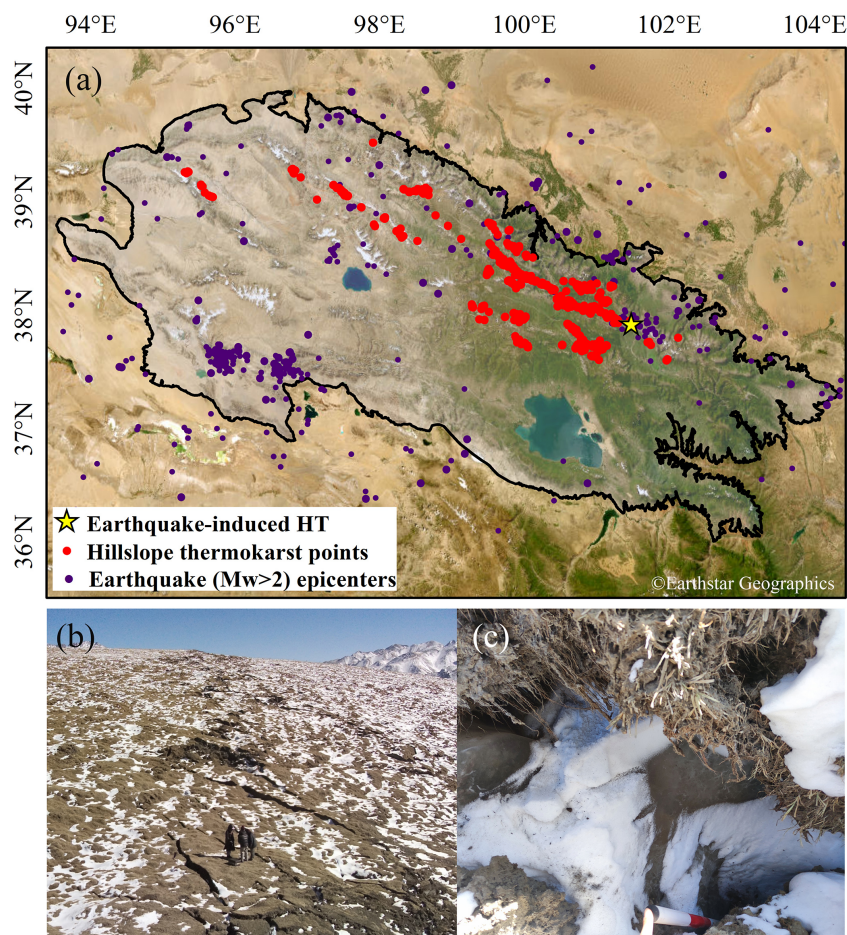 94°E 96°E 98°E 100°E 102°E 104°E
(a)
40°N
39°N
38°N
37°N
36°N
Earthquake-induced HT
Hillslope thermokarst points
Earthquake (Mw>2) epicenters
©Earthstar Geographics
(b)
(c)